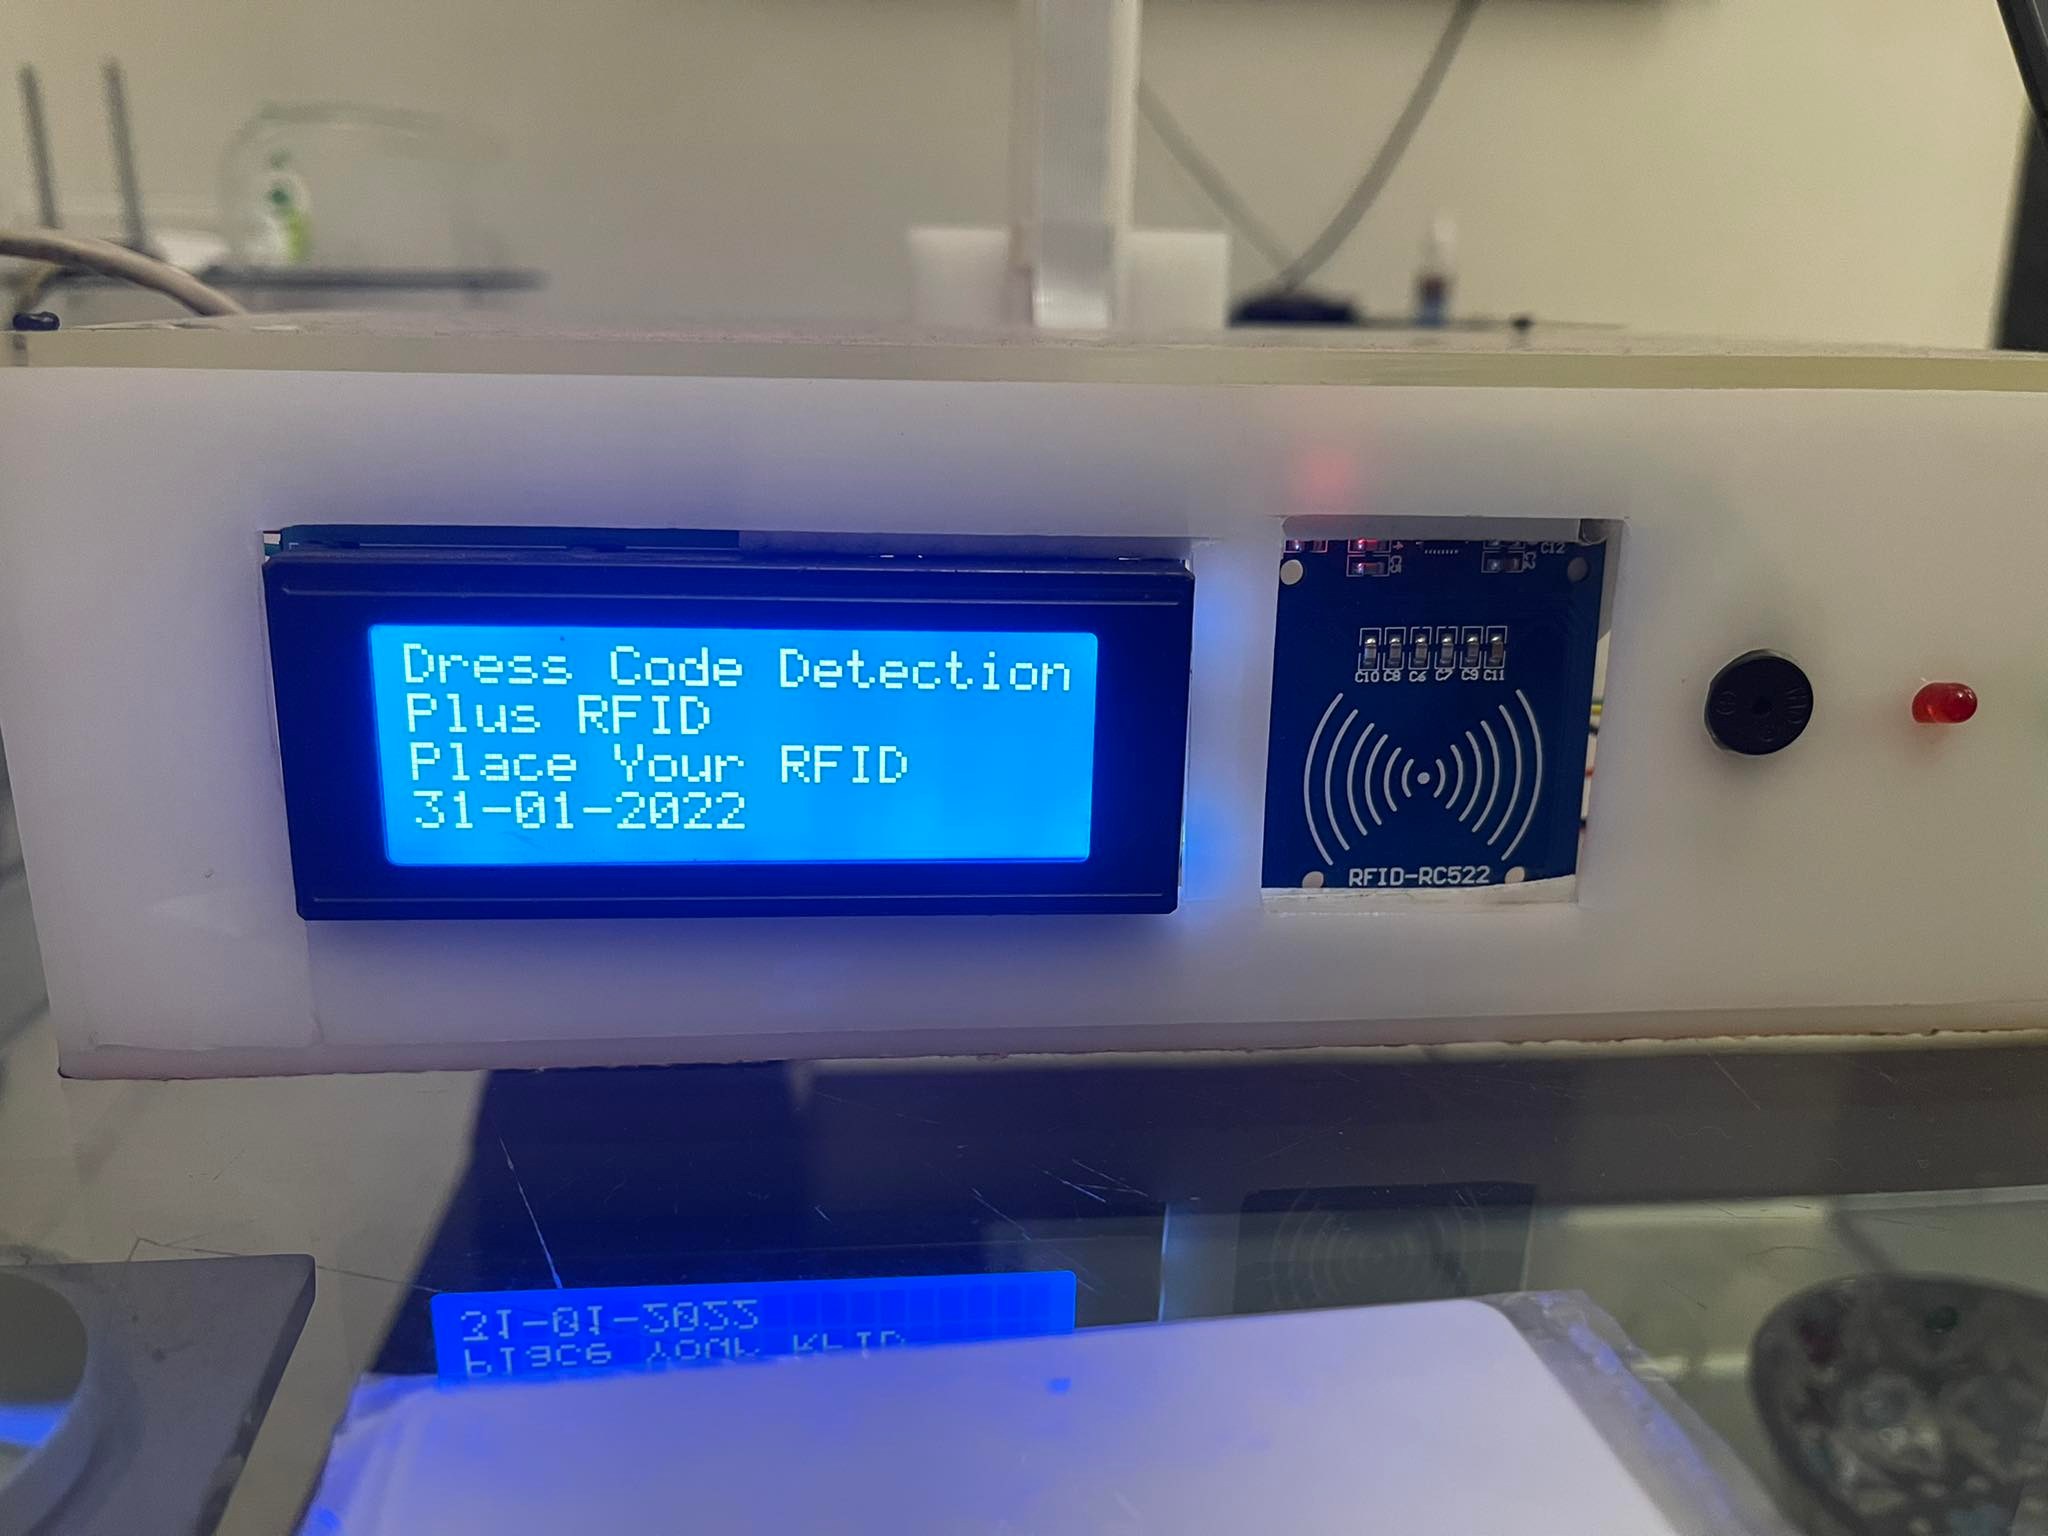 Dress Code Detection
Plus RFID
Place Your RFID
31-01-2022
C12
C10 C8 C6 C7 C9 C11
RFID-RC522